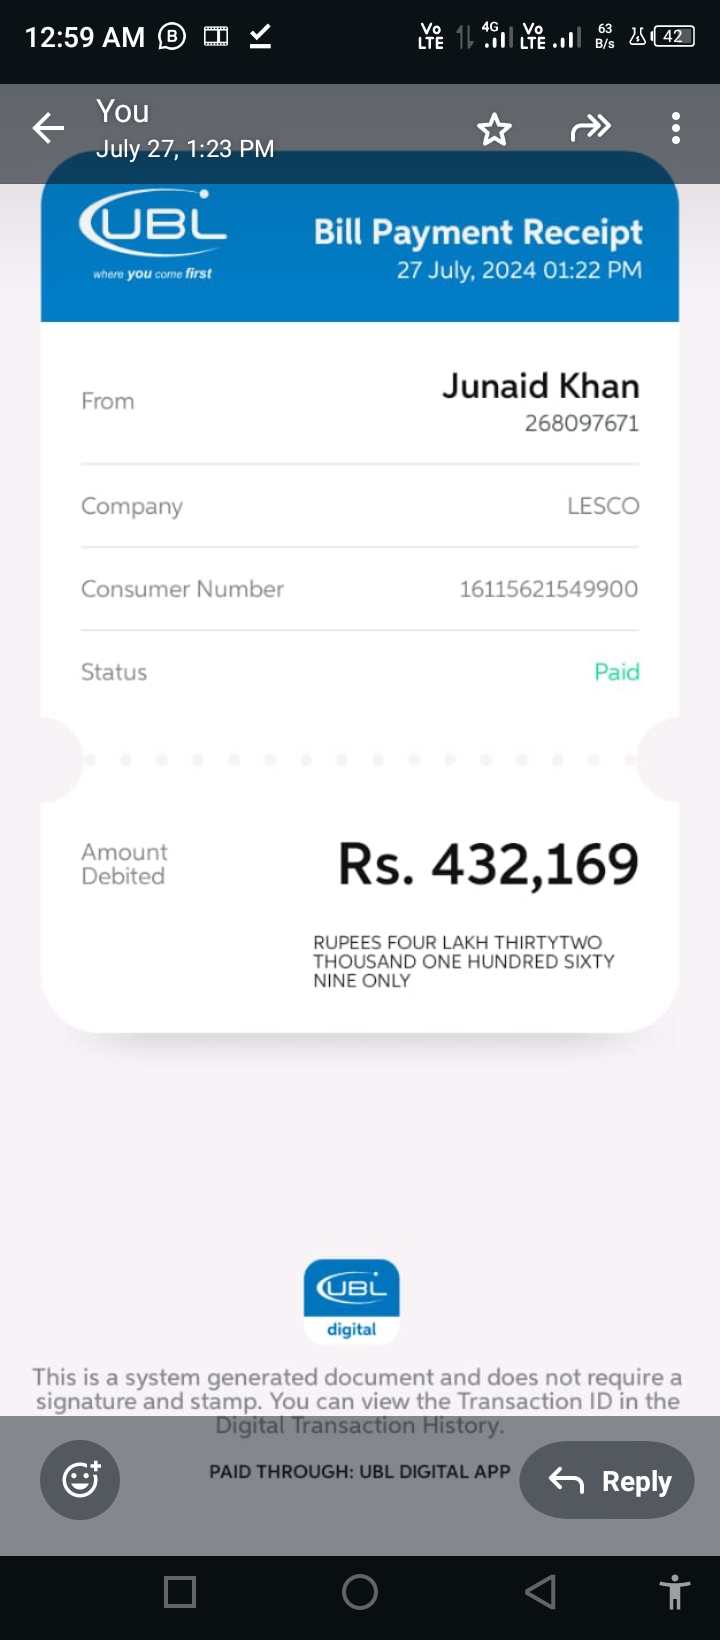 12:59 AM
Vo LTE 4G Vo LTE 63 B/s 42
You
July 27, 1:23 PM
UBL
where you come first
Bill Payment Receipt
27 July, 2024 01:22 PM
From
Junaid Khan
268097671
Company
LESCO
Consumer Number
16115621549900
Status
Paid
Amount
Debited
Rs. 432,169
RUPEES FOUR LAKH THIRTYTWO
THOUSAND ONE HUNDRED SIXTY
NINE ONLY
UBL
digital
This is a system generated document and does not require a
signature and stamp. You can view the Transaction ID in the
Digital Transaction History.
PAID THROUGH: UBL DIGITAL APP
Reply